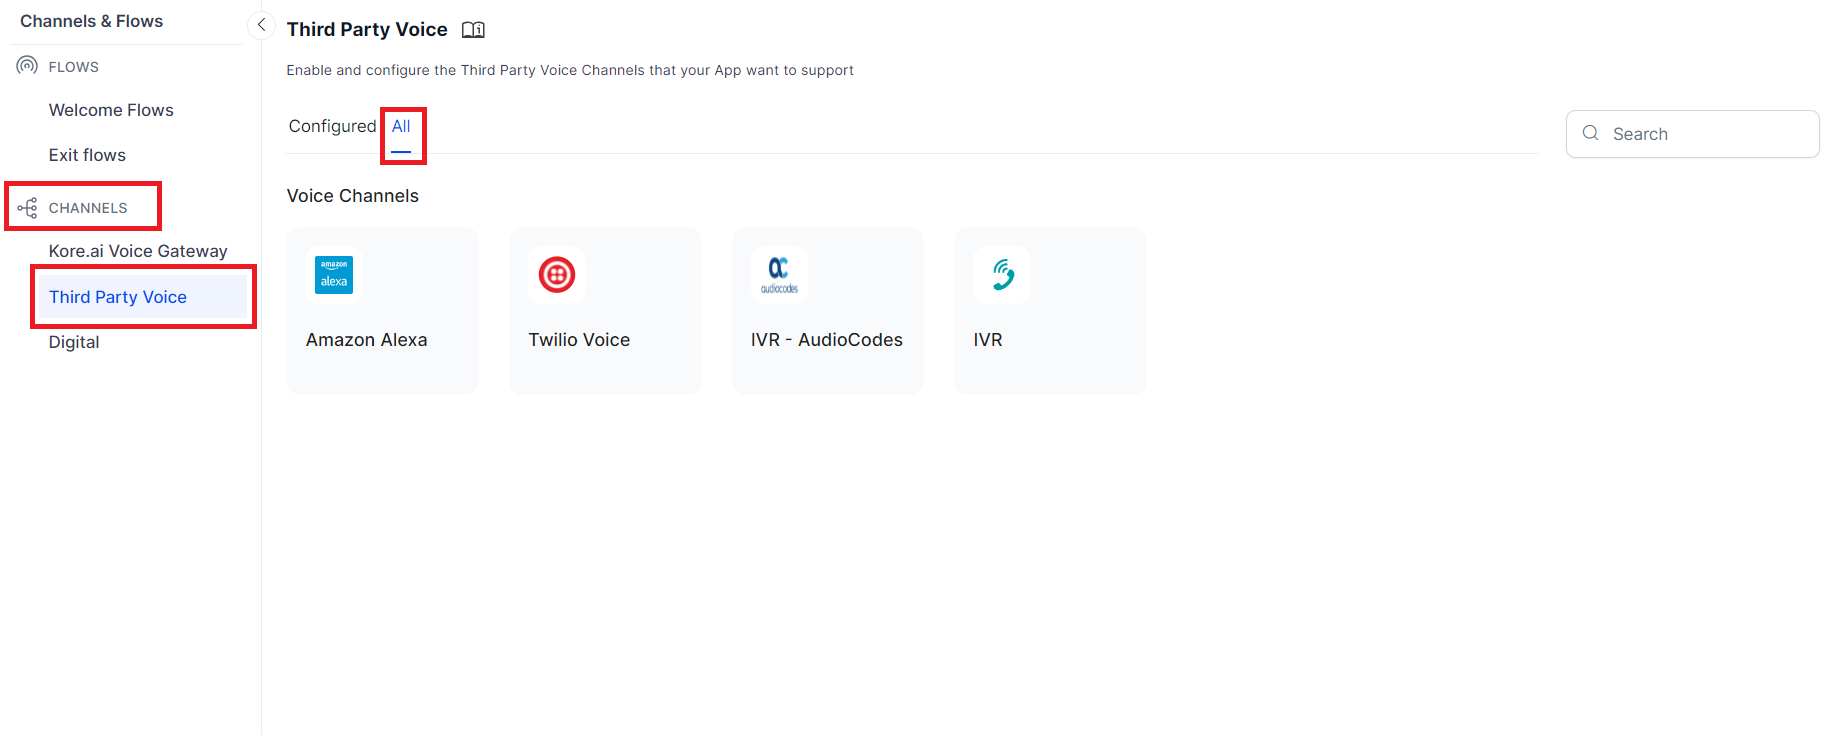 Channels & Flows
FLOWS
Welcome Flows
Exit flows
CHANNELS
Kore.ai Voice Gateway
Third Party Voice
Digital
Third Party Voice
Enable and configure the Third Party Voice Channels that your App want to support
Configured All
Search
Voice Channels
amazon
alexa
Amazon Alexa
Twilio Voice
ac
audiocodes
IVR - AudioCodes
IVR